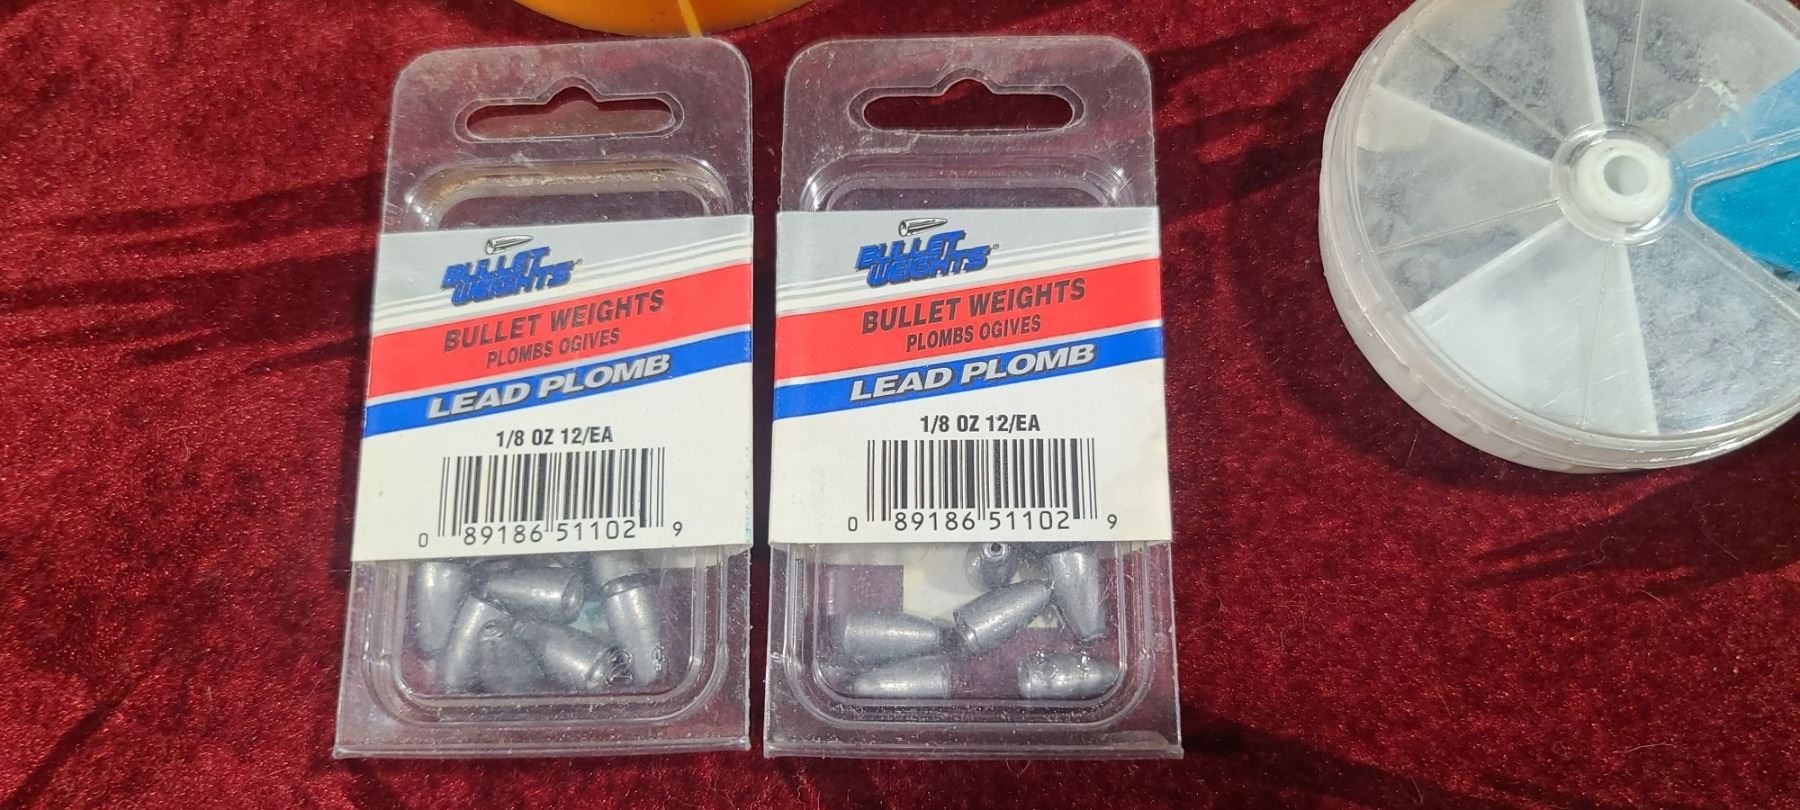 BULLET
WEIGHTS®
BULLET WEIGHTS
PLOMBS OGIVES
LEAD PLOMB
1/8 OZ 12/EA
0 89186 51102 9
BULLET
WEIGHTS®
BULLET WEIGHTS
PLOMBS OGIVES
LEAD PLOMB
1/8 OZ 12/EA
0 89186 51102 9